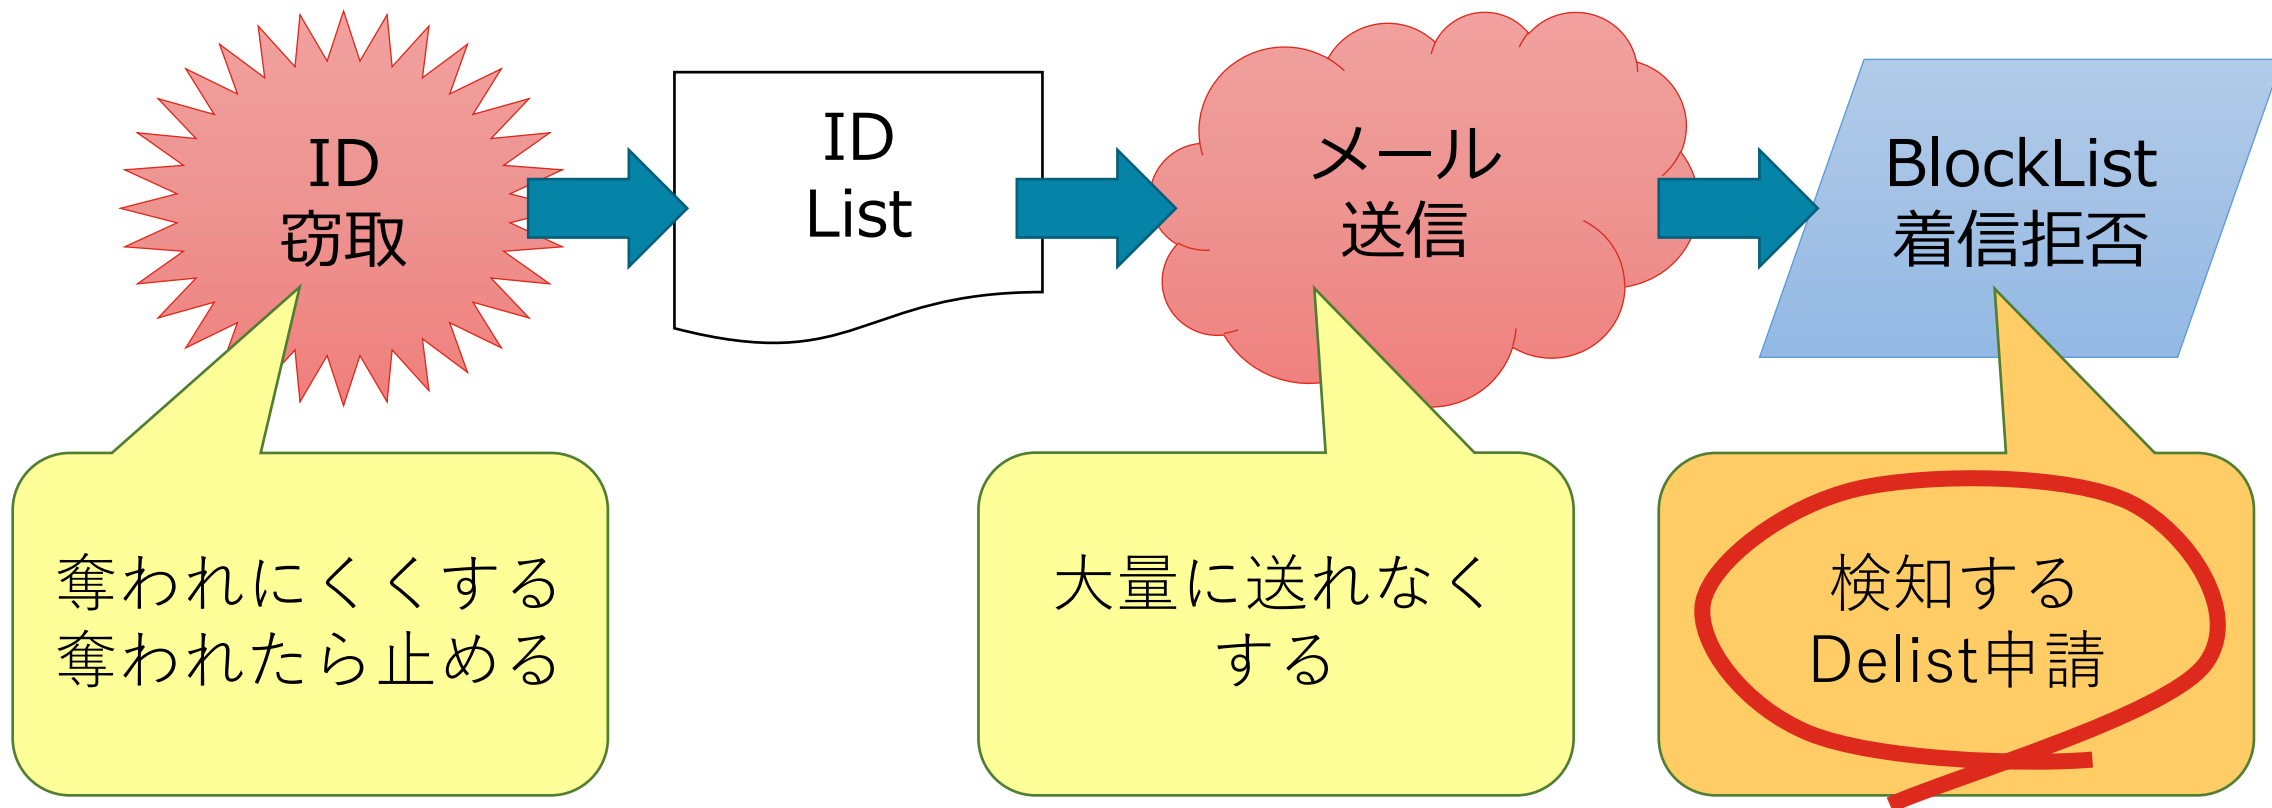 ID
窃取
ID
List
メール
送信
BlockList
着信拒否
奪われにくくする
奪われたら止める
大量に送れなく
する
検知する
Delist申請